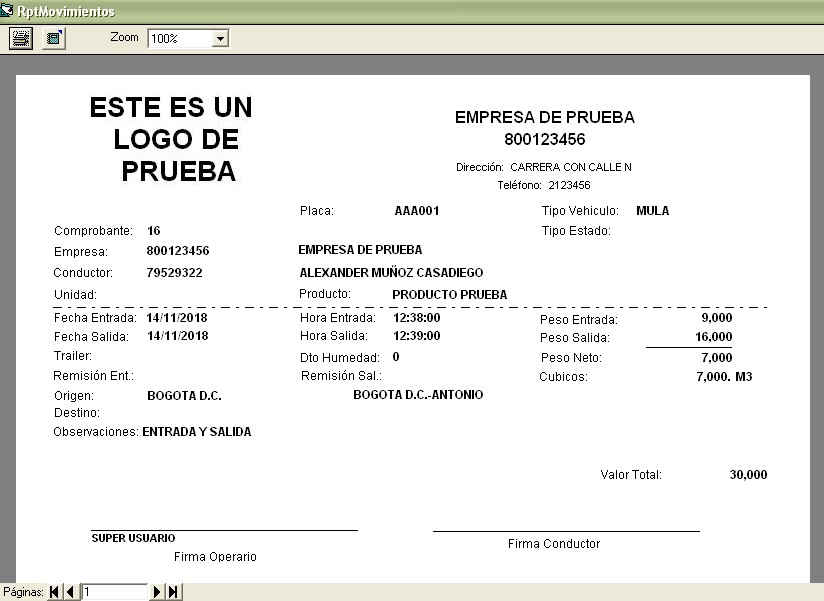 RptMovimientos
Zoom 100%
ESTE ES UN
LOGO DE
PRUEBA
EMPRESA DE PRUEBA
800123456
Dirección: CARRERA CON CALLE N
Teléfono: 2123456
Placa: AAA001 Tipo Vehiculo: MULA
Comprobante: 16 Tipo Estado:
Empresa: 800123456 EMPRESA DE PRUEBA
Conductor: 79529322 ALEXANDER MUÑOZ CASADIEGO
Unidad: Producto: PRODUCTO PRUEBA
Fecha Entrada: 14/11/2018 Hora Entrada: 12:38:00 Peso Entrada: 9,000
Fecha Salida: 14/11/2018 Hora Salida: 12:39:00 Peso Salida: 16,000
Trailer: Dto Humedad: 0 Peso Neto: 7,000
Remisión Ent.: Remisión Sal.: Cubicos: 7,000. M3
Origen: BOGOTA D.C. BOGOTA D.C.-ANTONIO
Destino:
Observaciones: ENTRADA Y SALIDA
Valor Total: 30,000
SUPER USUARIO
Firma Operario Firma Conductor
Páginas: 1